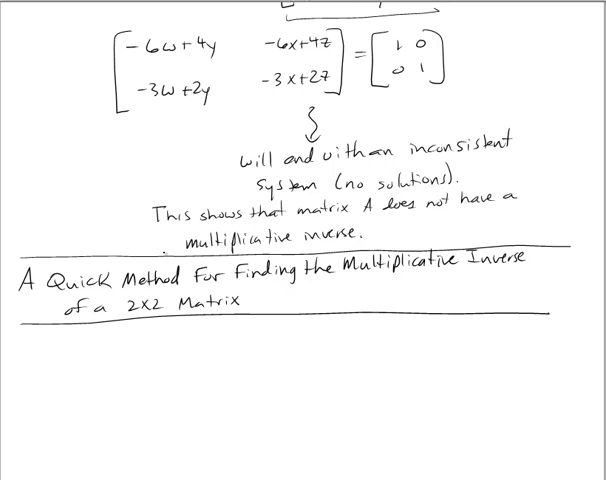 [ -6w+4y   -6x+4z ] = [ 1 0 ]
[ -3w+2y   -3x+2z ]   [ 0 1 ]
will end with an inconsistent
system (no solutions).
This shows that matrix A does not have a
multiplicative inverse.
A Quick Method For Finding the Multiplicative Inverse
of a 2x2 Matrix